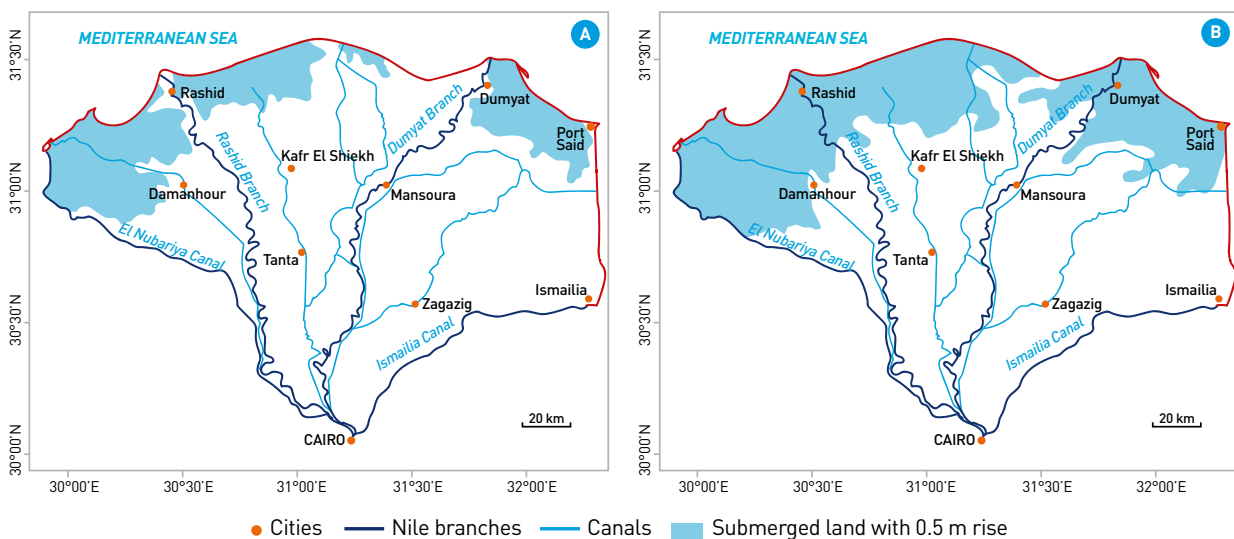 MEDITERRANEAN SEA
A
31°30'N
31°00'N
30°30'N
30°00'N
Rashid
Dumyat
Port
Said
Dumyat Branch
Rashid Branch
Kafr El Shiekh
Damanhour
Mansoura
El Nubariya Canal
Tanta
Zagazig
Ismailia
Ismailia Canal
20 km
CAIRO
30°00'E
30°50'E
31°00'E
31°50'E
32°00'E
MEDITERRANEAN SEA
B
31°30'N
31°00'N
30°30'N
30°00'N
Rashid
Dumyat
Port
Said
Dumyat Branch
Rashid Branch
Kafr El Shiekh
Damanhour
Mansoura
El Nubariya Canal
Tanta
Zagazig
Ismailia
Ismailia Canal
20 km
CAIRO
30°00'E
30°50'E
31°00'E
31°50'E
32°00'E
Cities
Nile branches
Canals
Submerged land with 0.5 m rise